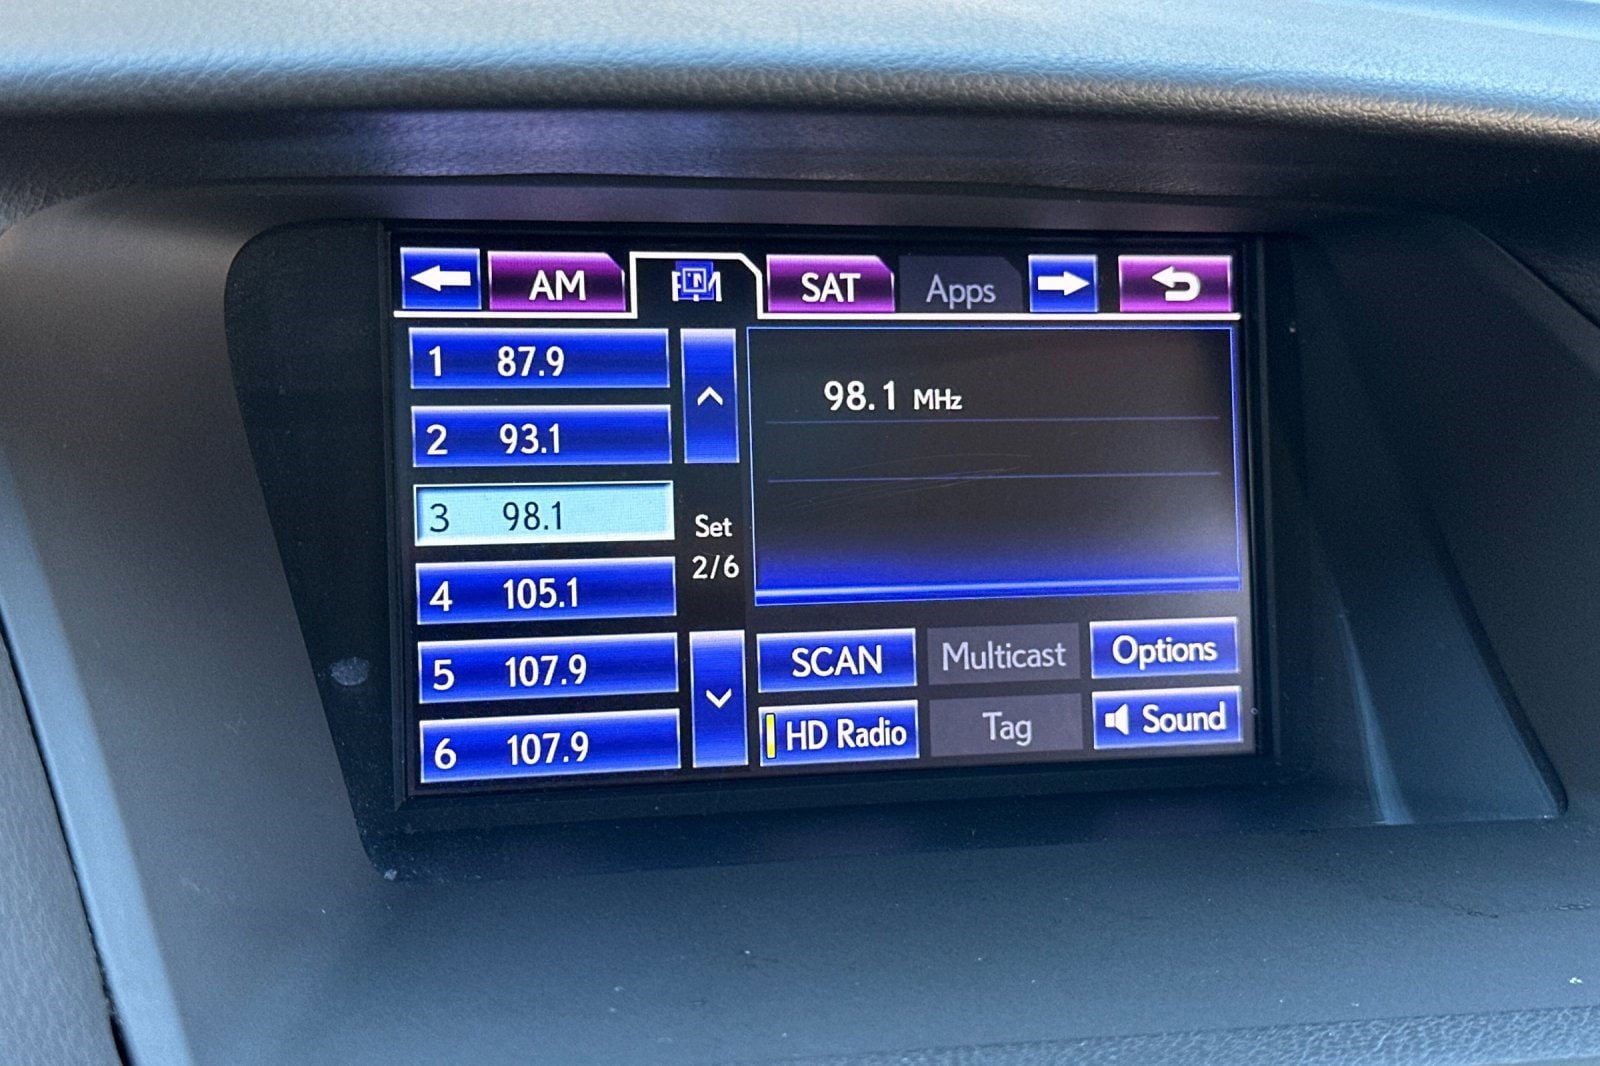 AM FM SAT Apps
1 87.9
2 93.1
3 98.1
4 105.1
5 107.9
6 107.9
Set
2/6
98.1 MHz
SCAN Multicast Options
HD Radio Tag Sound